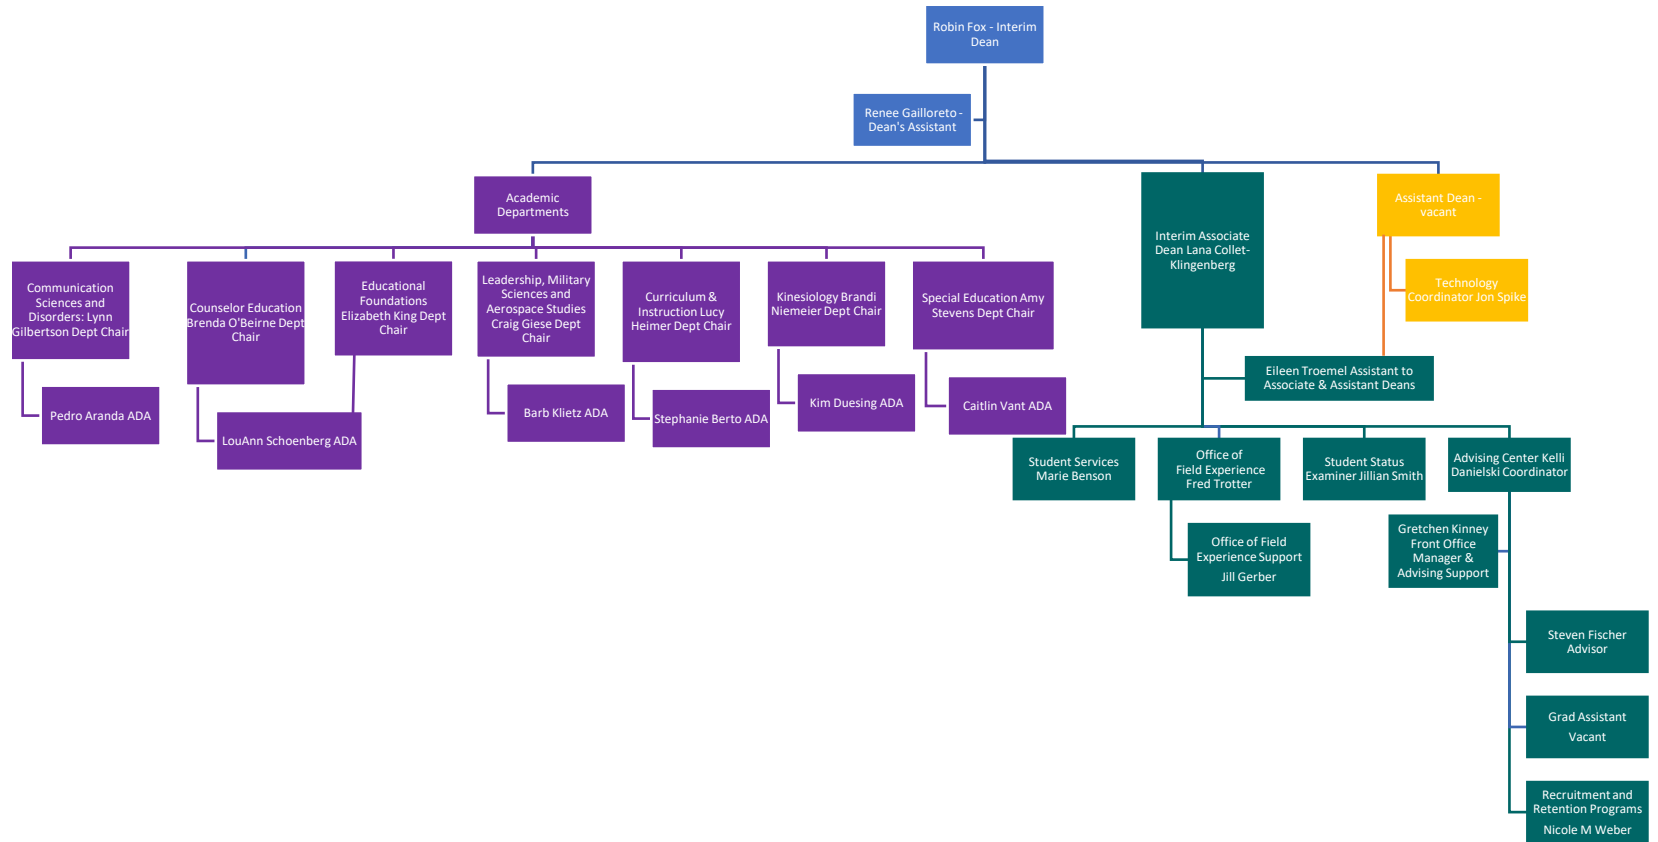 Robin Fox - Interim
Dean
Renee Gailloreto -
Dean's Assistant
Academic
Departments
Interim Associate
Dean Lana Collet-
Klingenberg
Assistant Dean -
vacant
Technology
Coordinator Jon Spike
Communication
Sciences and
Disorders: Lynn
Gilbertson Dept Chair
Counselor Education
Brenda O'Beirne Dept
Chair
Educational
Foundations
Elizabeth King Dept
Chair
Leadership, Military
Sciences and
Aerospace Studies
Craig Giese Dept
Chair
Curriculum &
Instruction Lucy
Heimer Dept Chair
Kinesiology Brandi
Niemeier Dept Chair
Special Education Amy
Stevens Dept Chair
Eileen Troemel Assistant to
Associate & Assistant Deans
Pedro Aranda ADA
LouAnn Schoenberg ADA
Barb Klietz ADA
Stephanie Berto ADA
Kim Duesing ADA
Caitlin Vant ADA
Student Services
Marie Benson
Office of
Field Experience
Fred Trotter
Student Status
Examiner Jillian Smith
Advising Center Kelli
Danielski Coordinator
Office of Field
Experience Support
Jill Gerber
Gretchen Kinney
Front Office
Manager &
Advising Support
Steven Fischer
Advisor
Grad Assistant
Vacant
Recruitment and
Retention Programs
Nicole M Weber